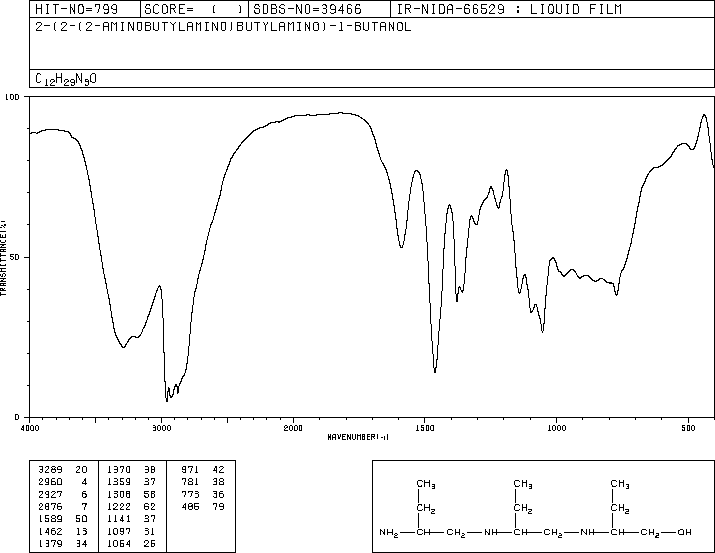 HIT-NO=799 SCORE= ( ) SDBS-NO=39466 IR-NIDA-66529 : LIQUID FILM
2-(2-(2-AMINOBUTYLAMINO)BUTYLAMINO)-1-BUTANOL
C12H29N3O
100
50
0
TRANSMITTANCE(%)
4000 3000 2000 1500 1000 500
WAVENUMBER(-1)
3289 20 1370 38 971 42
2960 4 1359 37 781 38
2927 6 1308 58 773 36
2876 7 1222 62 486 79
1589 50 1141 37
1462 13 1097 31
1379 34 1054 26
CH3 CH3 CH3
CH2 CH2 CH2
NH2 CH CH2 NH CH CH2 NH CH CH2 OH